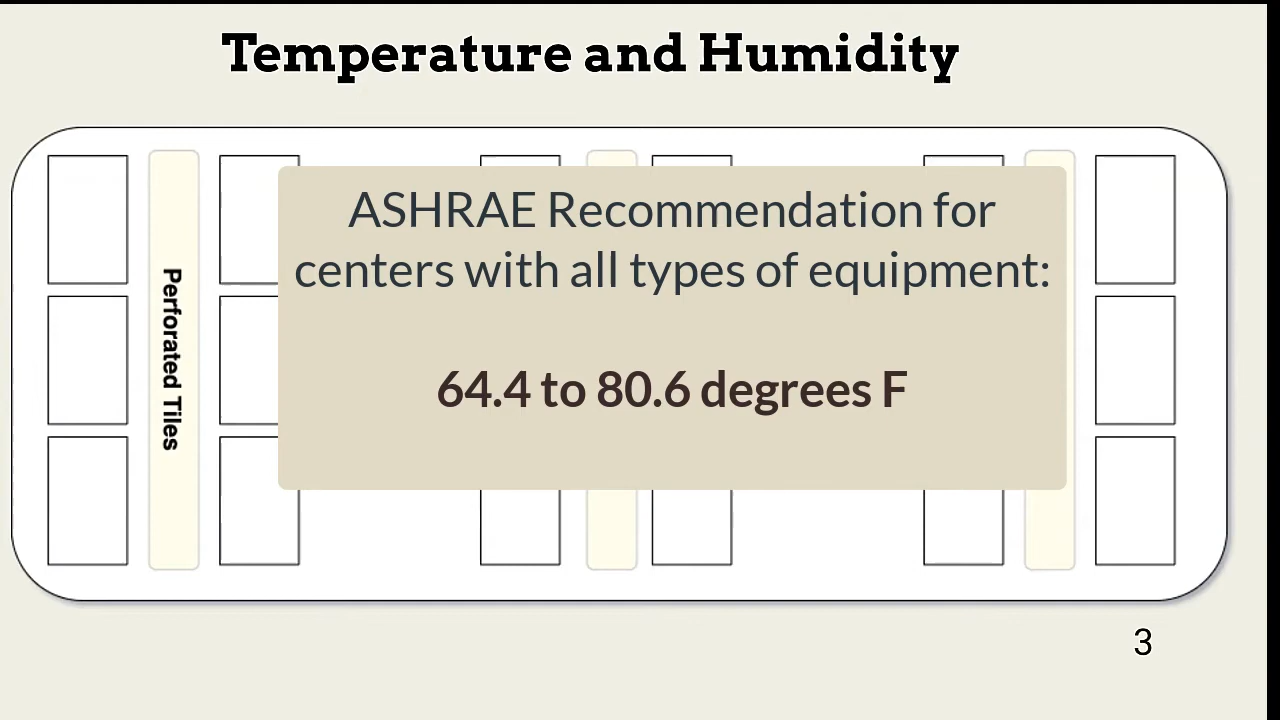 Temperature and Humidity
Perforated Tiles
ASHRAE Recommendation for
centers with all types of equipment:
64.4 to 80.6 degrees F
3